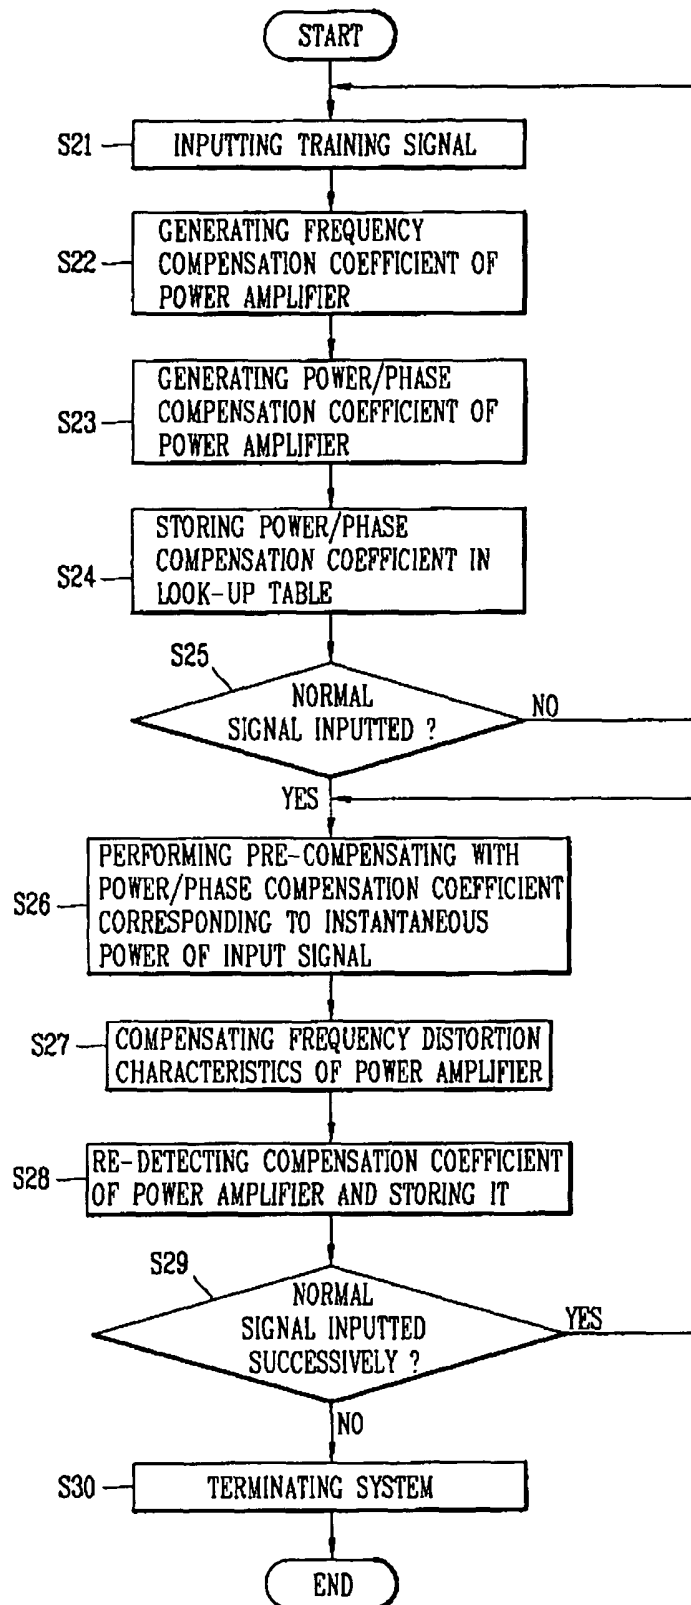 START
S21
INPUTTING TRAINING SIGNAL
S22
GENERATING FREQUENCY
COMPENSATION COEFFICIENT OF
POWER AMPLIFIER
S23
GENERATING POWER/PHASE
COMPENSATION COEFFICIENT OF
POWER AMPLIFIER
S24
STORING POWER/PHASE
COMPENSATION COEFFICIENT IN
LOOK-UP TABLE
S25
NORMAL
SIGNAL INPUTTED ?
NO
YES
S26
PERFORMING PRE-COMPENSATING WITH
POWER/PHASE COMPENSATION COEFFICIENT
CORRESPONDING TO INSTANTANEOUS
POWER OF INPUT SIGNAL
S27
COMPENSATING FREQUENCY DISTORTION
CHARACTERISTICS OF POWER AMPLIFIER
S28
RE-DETECTING COMPENSATION COEFFICIENT
OF POWER AMPLIFIER AND STORING IT
S29
NORMAL
SIGNAL INPUTTED
SUCCESSIVELY ?
YES
NO
S30
TERMINATING SYSTEM
END